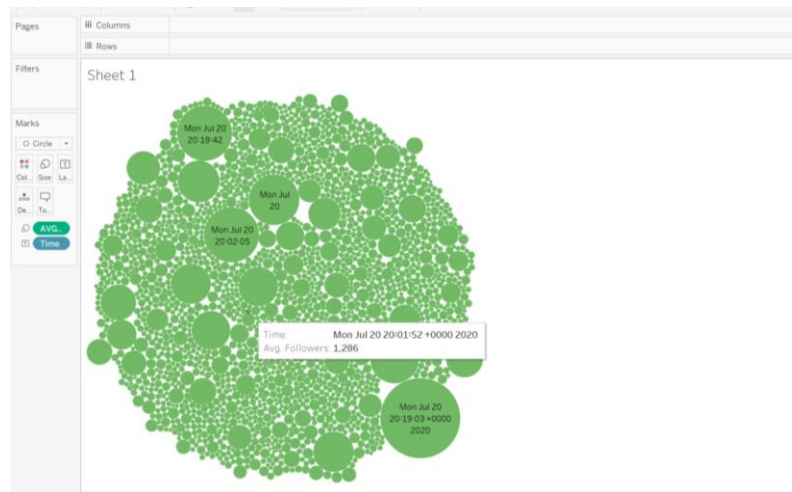 Pages
Columns
Rows
Filters
Sheet 1
Marks
Circle
Col... Size La...
De... To...
AVG..
Time
Mon Jul 20
20:19:42
Mon Jul
20
Mon Jul 20
20:02:05
Time: Mon Jul 20 20:01:52 +0000 2020
Avg. Followers: 1,286
Mon Jul 20
20:19:03 +0000
2020